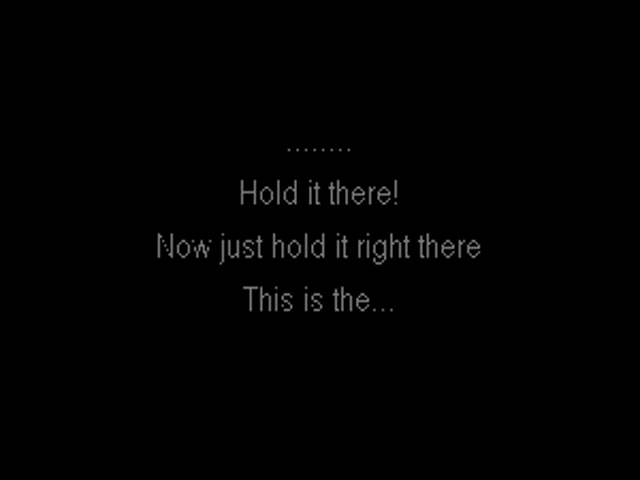 ........
Hold it there!
Now just hold it right there
This is the...